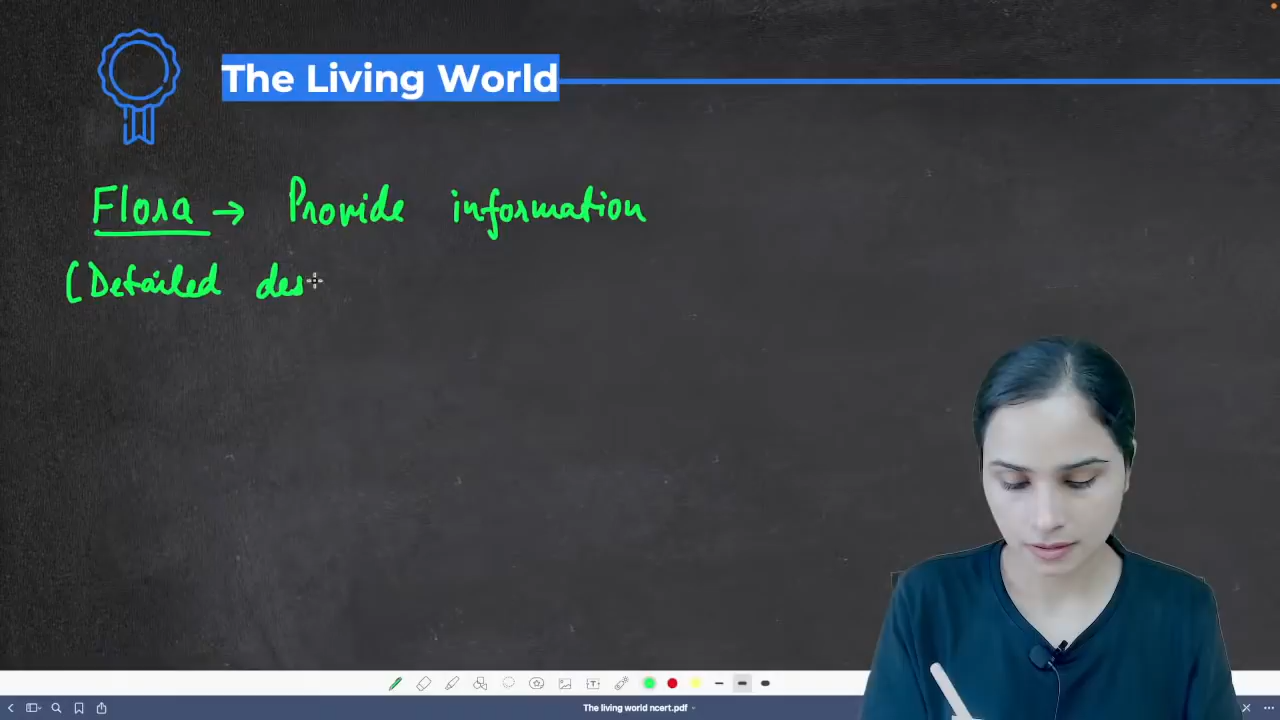 The Living World
Flora → Provide information
(Detailed des
The living world ncert.pdf